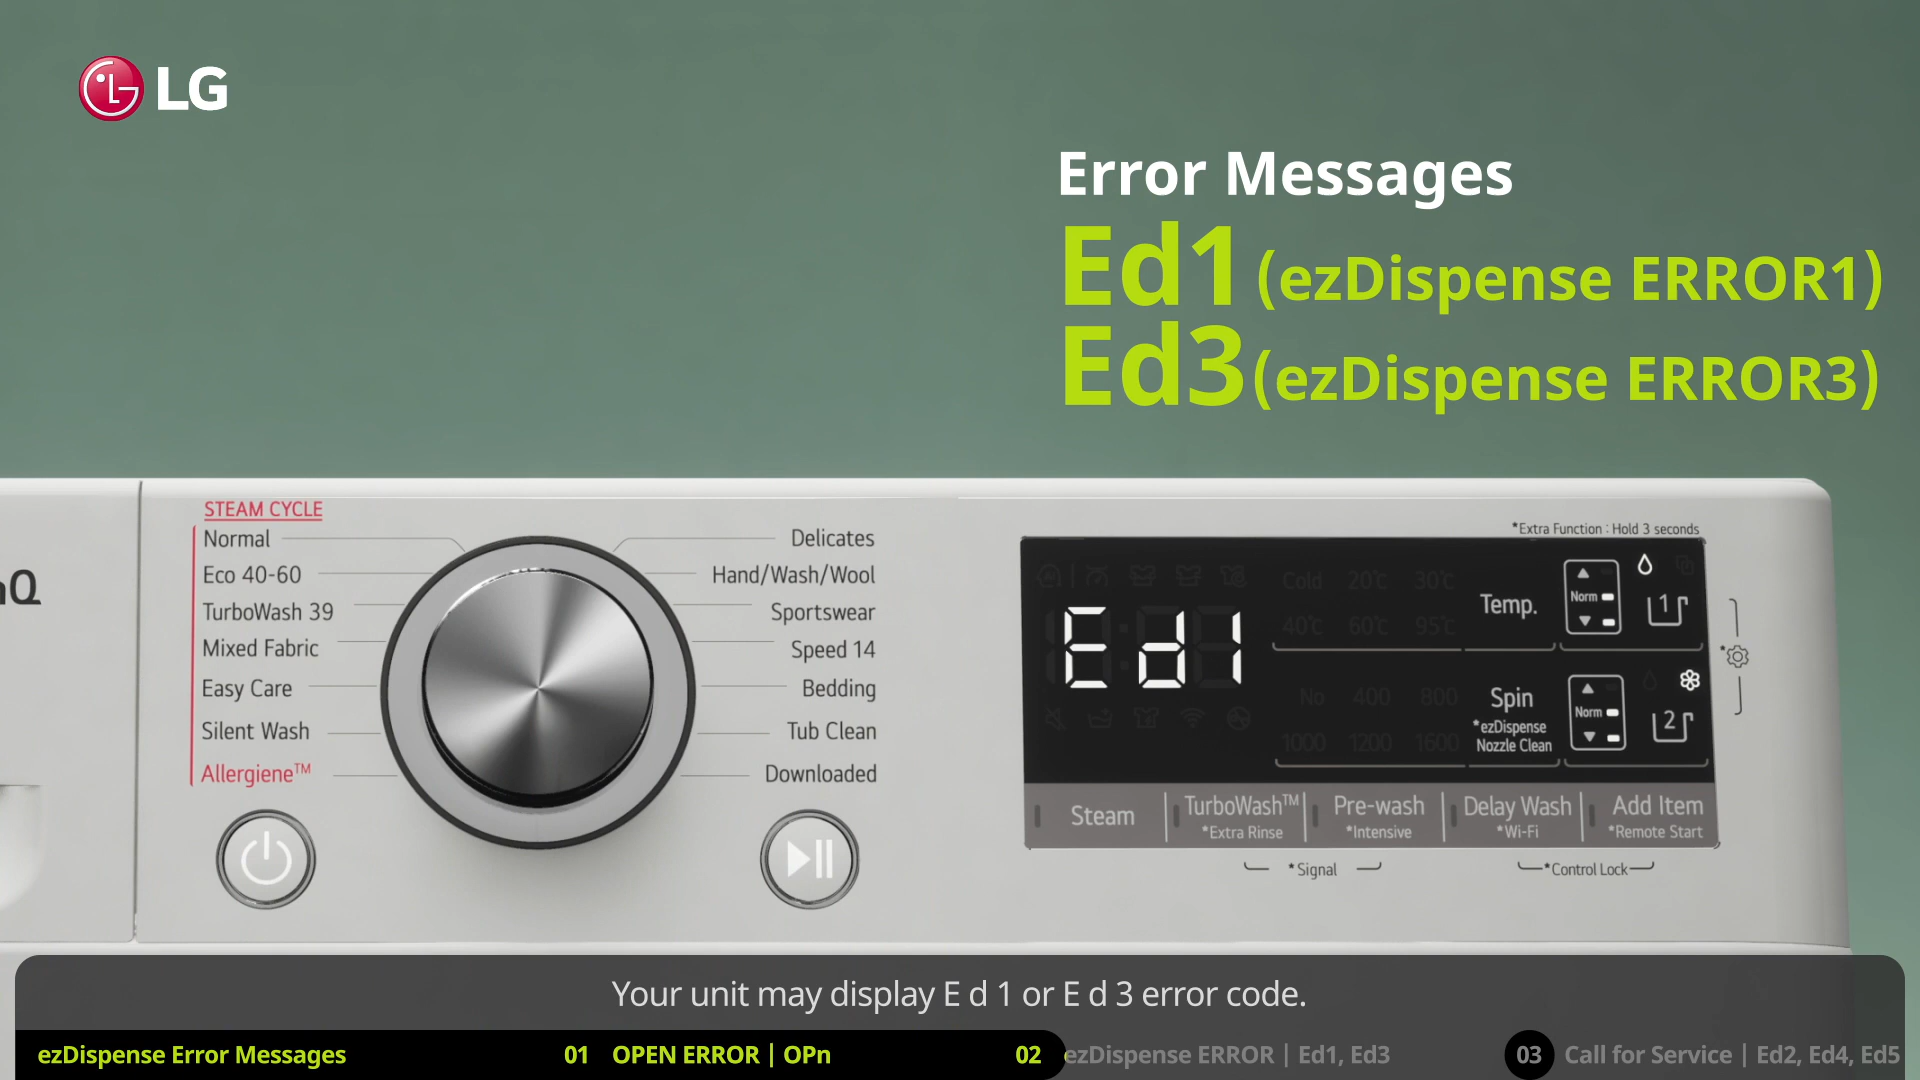 LG
Error Messages
Ed1 (ezDispense ERROR1)
Ed3 (ezDispense ERROR3)
STEAM CYCLE
Normal
Eco 40-60
TurboWash 39
Mixed Fabric
Easy Care
Silent Wash
Allergiene™
Delicates
Hand/Wash/Wool
Sportswear
Speed 14
Bedding
Tub Clean
Downloaded
*Extra Function : Hold 3 seconds
Ed1
Cold 20℃ 30℃
40℃ 60℃ 95℃
Temp.
Norm
1
No 400 800
1000 1200 1600
Spin
*ezDispense
Nozzle Clean
Norm
2
Steam
TurboWash™
*Extra Rinse
Pre-wash
*Intensive
Delay Wash
*Wi-Fi
Add Item
*Remote Start
*Signal
*Control Lock
Your unit may display E d 1 or E d 3 error code.
ezDispense Error Messages 01 OPEN ERROR | OPn 02 ezDispense ERROR | Ed1, Ed3 03 Call for Service | Ed2, Ed4, Ed5